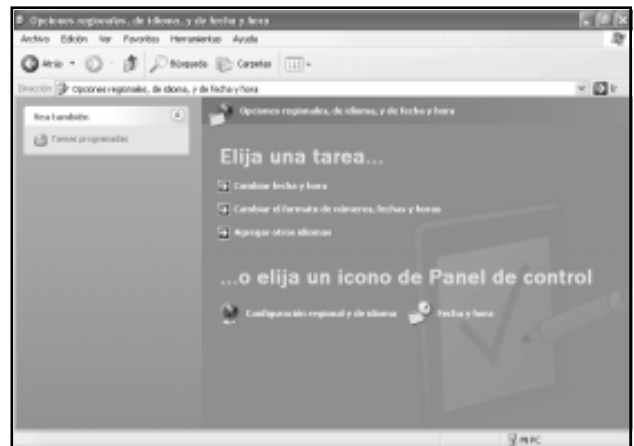 Opciones regionales, de idioma, y de fecha y hora
Archivo Edición Ver Favoritos Herramientas Ayuda
Atrás Búsqueda Carpetas
Dirección Opciones regionales, de idioma, y de fecha y hora Ir
Vea también
Tareas programadas
Opciones regionales, de idioma, y de fecha y hora
Elija una tarea...
Cambiar fecha y hora
Cambiar el formato de números, fechas y horas
Agregar otros idiomas
...o elija un icono de Panel de control
Configuración regional y de idioma Fecha y hora
Mi PC